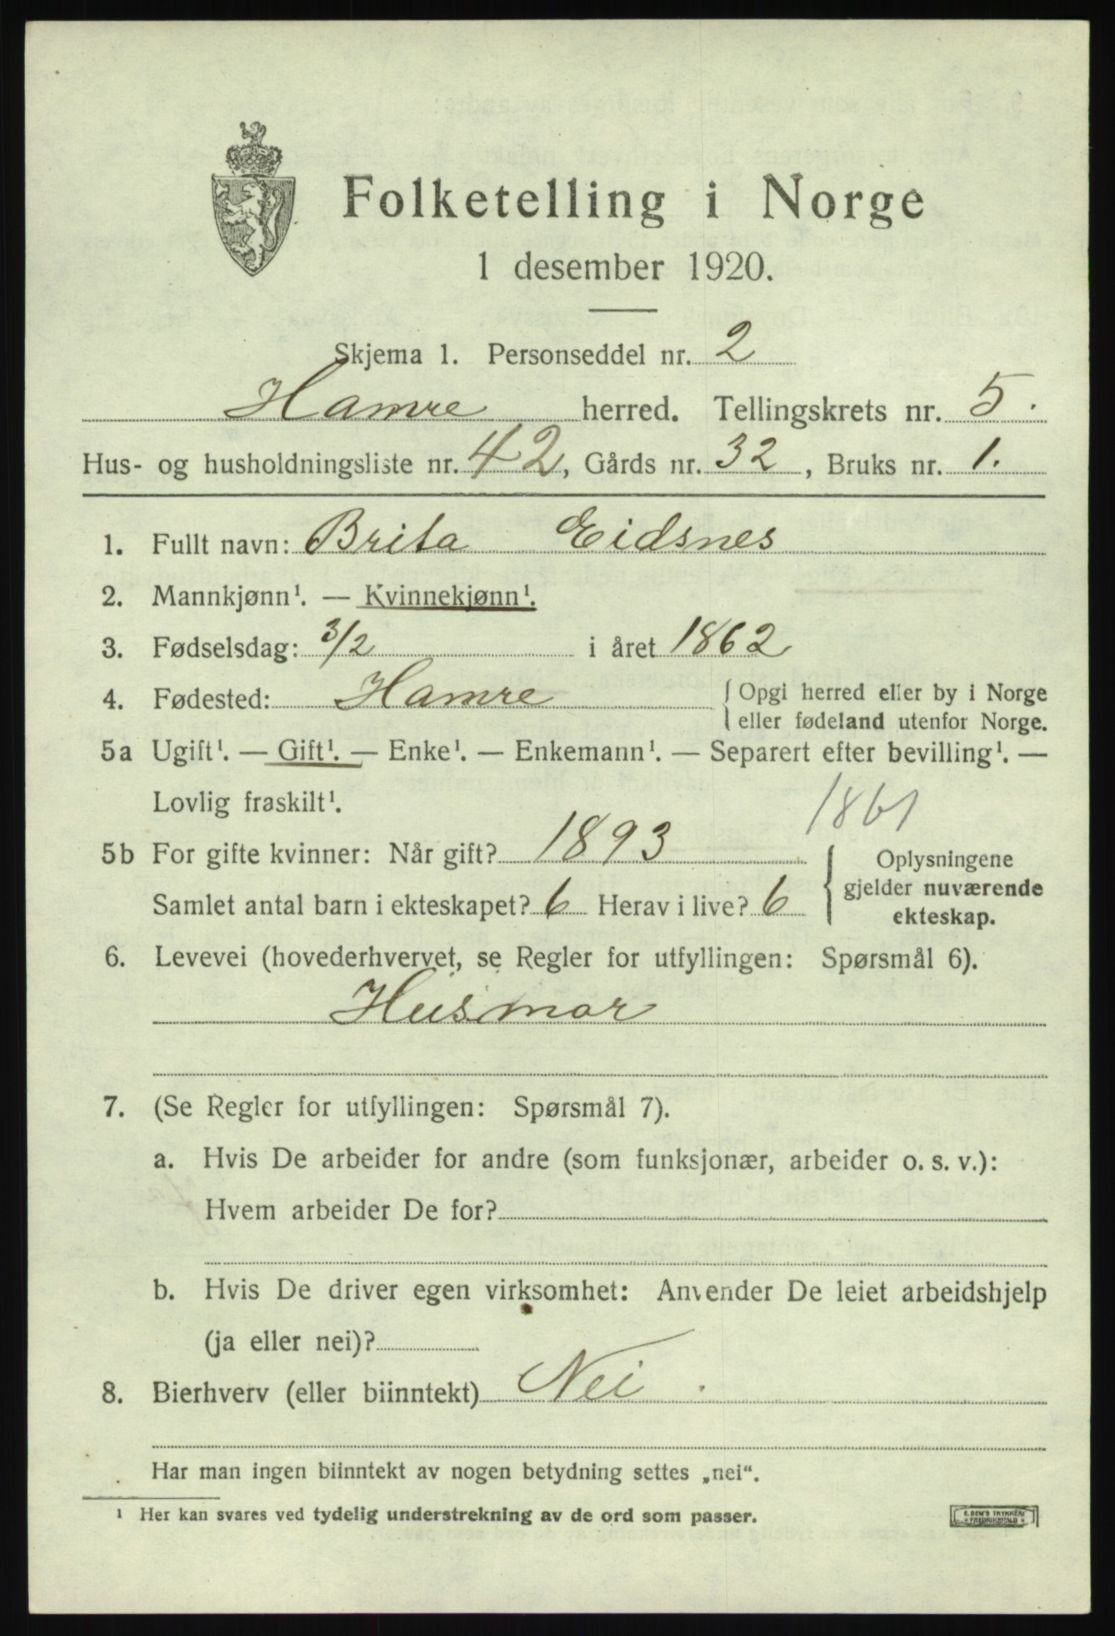 Folketelling i Norge
1 desember 1920.
Skjema 1. Personseddel nr. 2
Hamre herred. Tellingskrets nr. 5.
Hus- og husholdningsliste nr. 42, Gårds nr. 32, Bruks nr. 1.
1. Fullt navn: Brita Eidsnes
2. Mannkjønn¹. — Kvinnekjønn¹.
3. Fødselsdag: 3/2 i året 1862
4. Fødested: Hamre { Opgi herred eller by i Norge
eller fødeland utenfor Norge.
5a Ugift¹. — Gift¹. — Enke¹. — Enkemann¹. — Separert efter bevilling¹. —
Lovlig fraskilt¹.
1861
5b For gifte kvinner: Når gift? 1893
Samlet antal barn i ekteskapet? 6 Herav i live? 6
Oplysningene
gjelder nuværende
ekteskap.
6. Levevei (hovederhvervet, se Regler for utfyllingen: Spørsmål 6).
Husmor
7. (Se Regler for utfyllingen: Spørsmål 7).
a. Hvis De arbeider for andre (som funksjonær, arbeider o. s. v.):
Hvem arbeider De for?
b. Hvis De driver egen virksomhet: Anvender De leiet arbeidshjelp
(ja eller nei)?
8. Bierhverv (eller biinntekt) Nei.
Har man ingen biinntekt av nogen betydning settes „nei“.
¹ Her kan svares ved tydelig understrekning av de ord som passer.